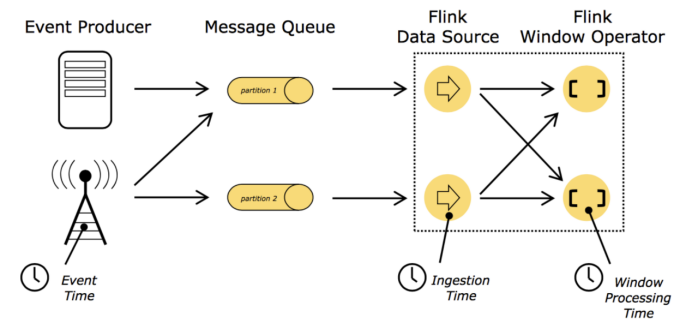 Event Producer
Message Queue
Flink
Data Source
Flink
Window Operator
partition 1
partition 2
Event
Time
Ingestion
Time
Window
Processing
Time